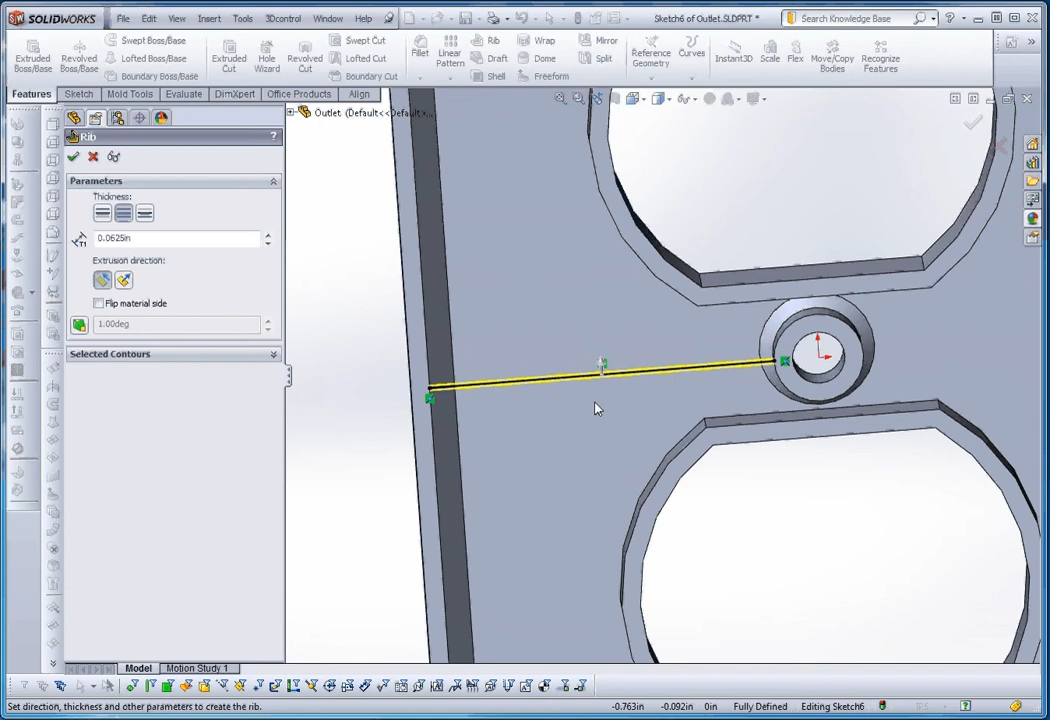 SOLIDWORKS File Edit View Insert Tools 3Dcontrol Window Help Sketch6 of Outlet.SLDPRT * Search Knowledge Base
Extruded Boss/Base
Revolved Boss/Base
Swept Boss/Base
Lofted Boss/Base
Boundary Boss/Base
Extruded Cut
Hole Wizard
Revolved Cut
Swept Cut
Lofted Cut
Boundary Cut
Fillet
Linear Pattern
Rib
Draft
Shell
Wrap
Dome
Freeform
Mirror
Split
Reference Geometry
Curves
Instant3D
Scale
Flex
Move/Copy Bodies
Recognize Features
Features Sketch Mold Tools Evaluate DimXpert Office Products Align
Outlet (Default<<Default>...
Rib ?
Parameters
Thickness:
T1
0.0625in
Extrusion direction:
Flip material side
1.00deg
Selected Contours
Model Motion Study 1
Set direction, thickness and other parameters to create the rib. -0.763in -0.092in 0in Fully Defined Editing Sketch6